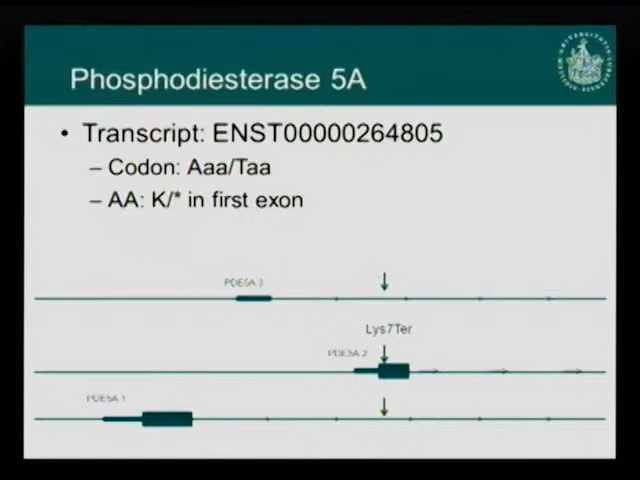 Phosphodiesterase 5A
• Transcript: ENST00000264805
– Codon: Aaa/Taa
– AA: K/* in first exon
PDE5A 3
Lys7Ter
PDE5A 2
PDE5A 1